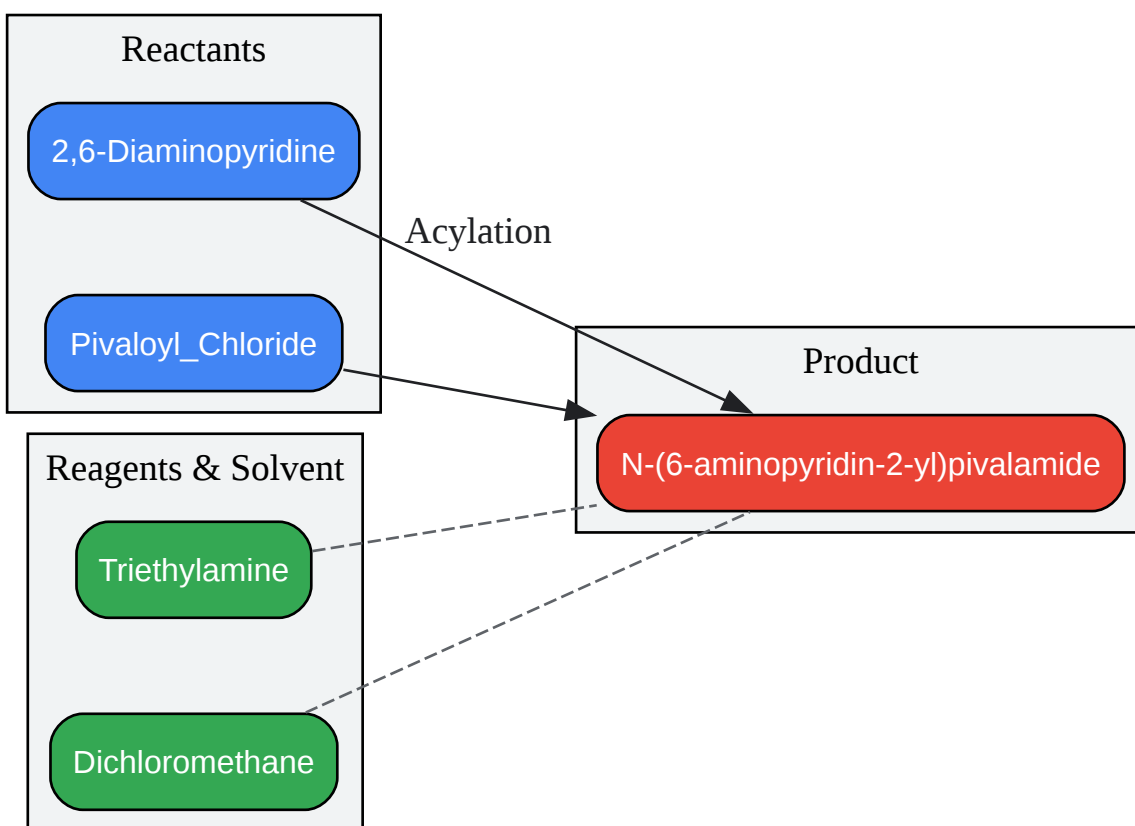 Reactants
2,6-Diaminopyridine
Acylation
Pivaloyl_Chloride
Product
N-(6-aminopyridin-2-yl)pivalamide
Reagents & Solvent
Triethylamine
Dichloromethane